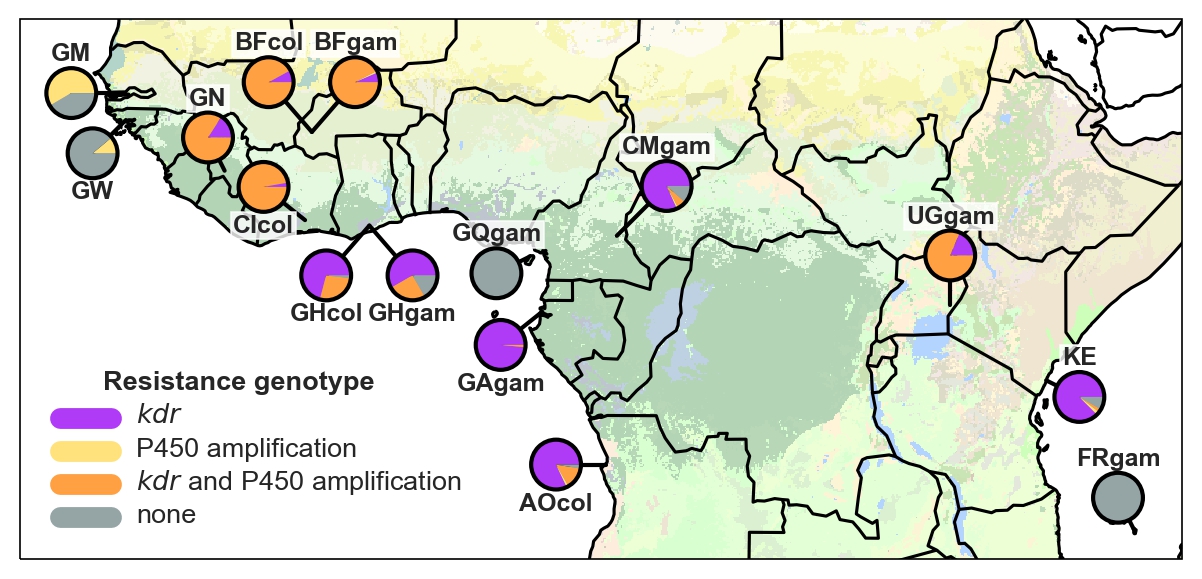 GM
BFcol BFgam
GN
GW
CIcol
CMgam
UGgam
GQgam
GHcol GHgam
GAgam
KE
AOcol
FRgam
Resistance genotype
kdr
P450 amplification
kdr and P450 amplification
none